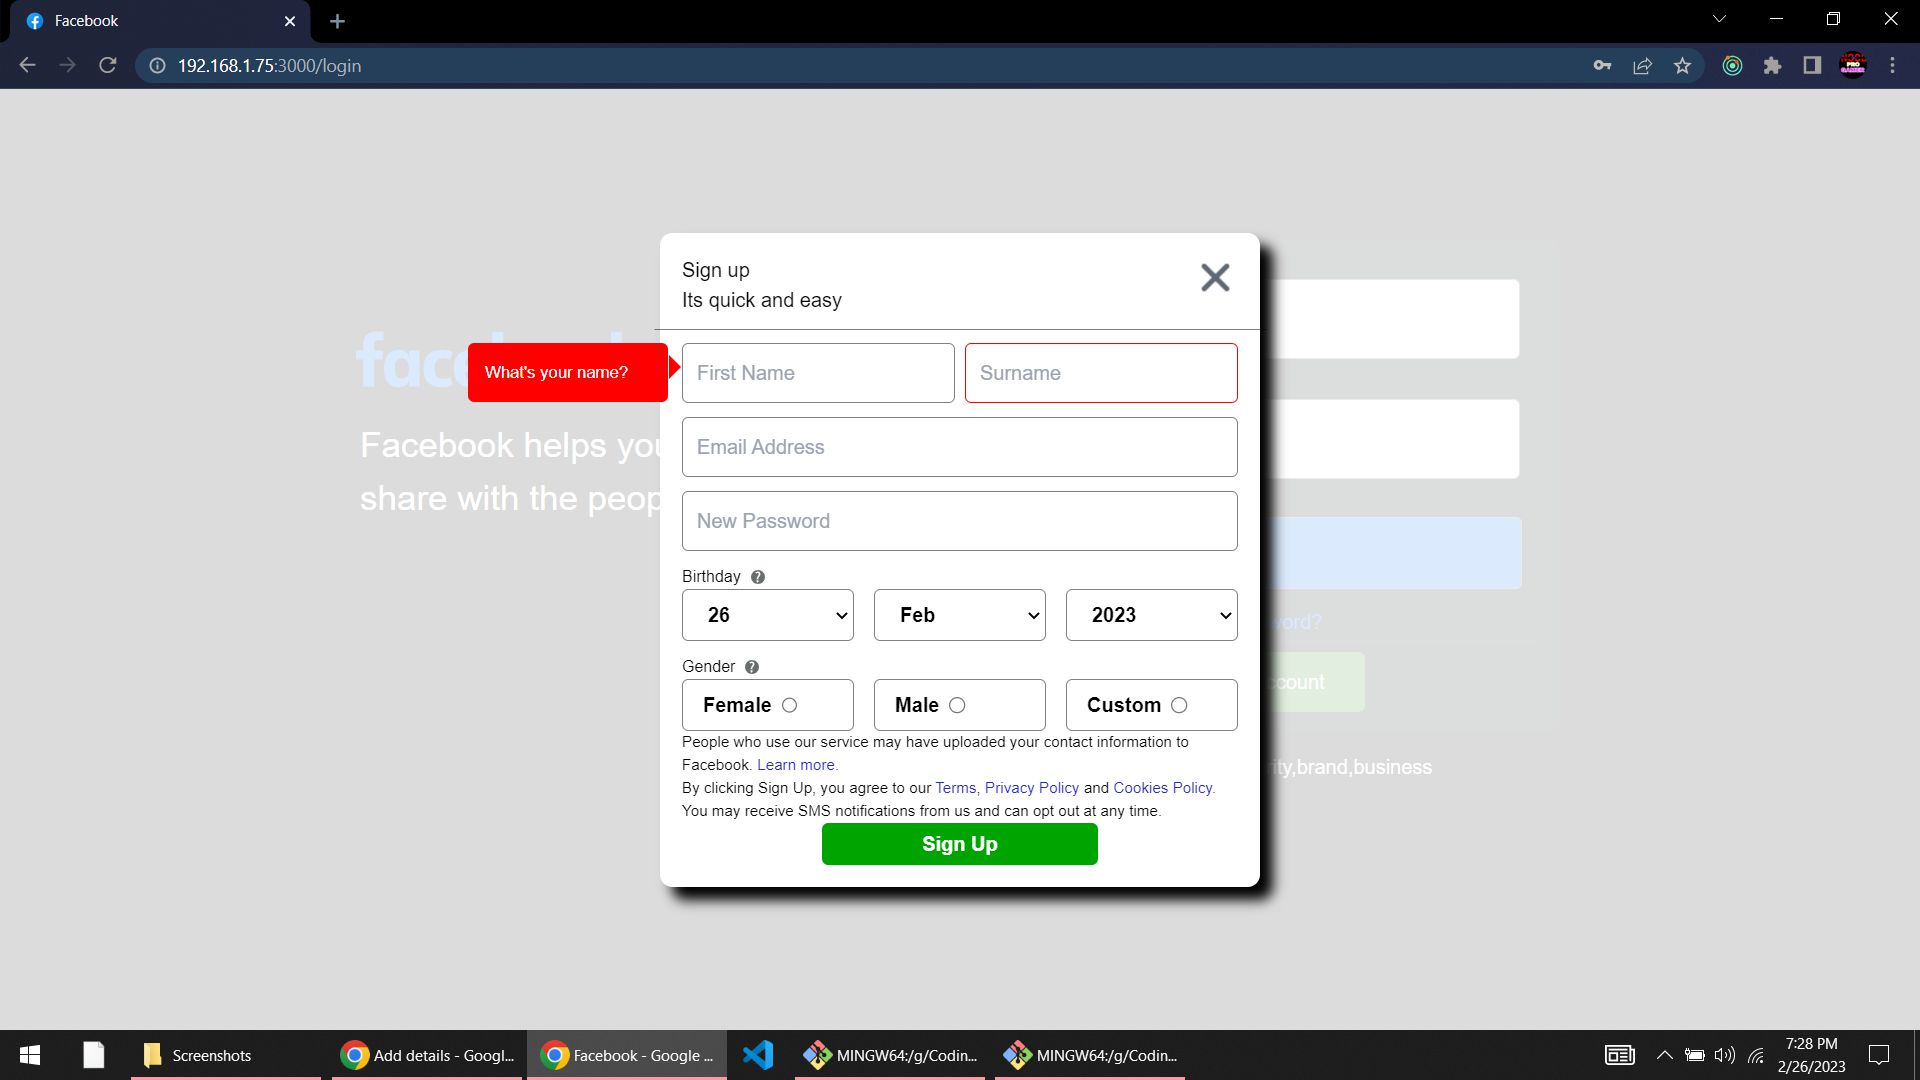 Facebook
192.168.1.75:3000/login
Sign up
Its quick and easy
What's your name?
First Name
Surname
Email Address
Facebook helps you
share with the
New Password
Birthday
26
Feb
2023
Gender
Female
Male
Custom
People who use our service may have uploaded your contact information to
Facebook. Learn more.
By clicking Sign Up, you agree to our Terms, Privacy Policy and Cookies Policy.
You may receive SMS notifications from us and can opt out at any time.
Sign Up
,brand,business
Screenshots
Add details - Googl...
Facebook - Google ...
MINGW64:/g/Codin...
MINGW64:/g/Codin...
7:28 PM
2/26/2023